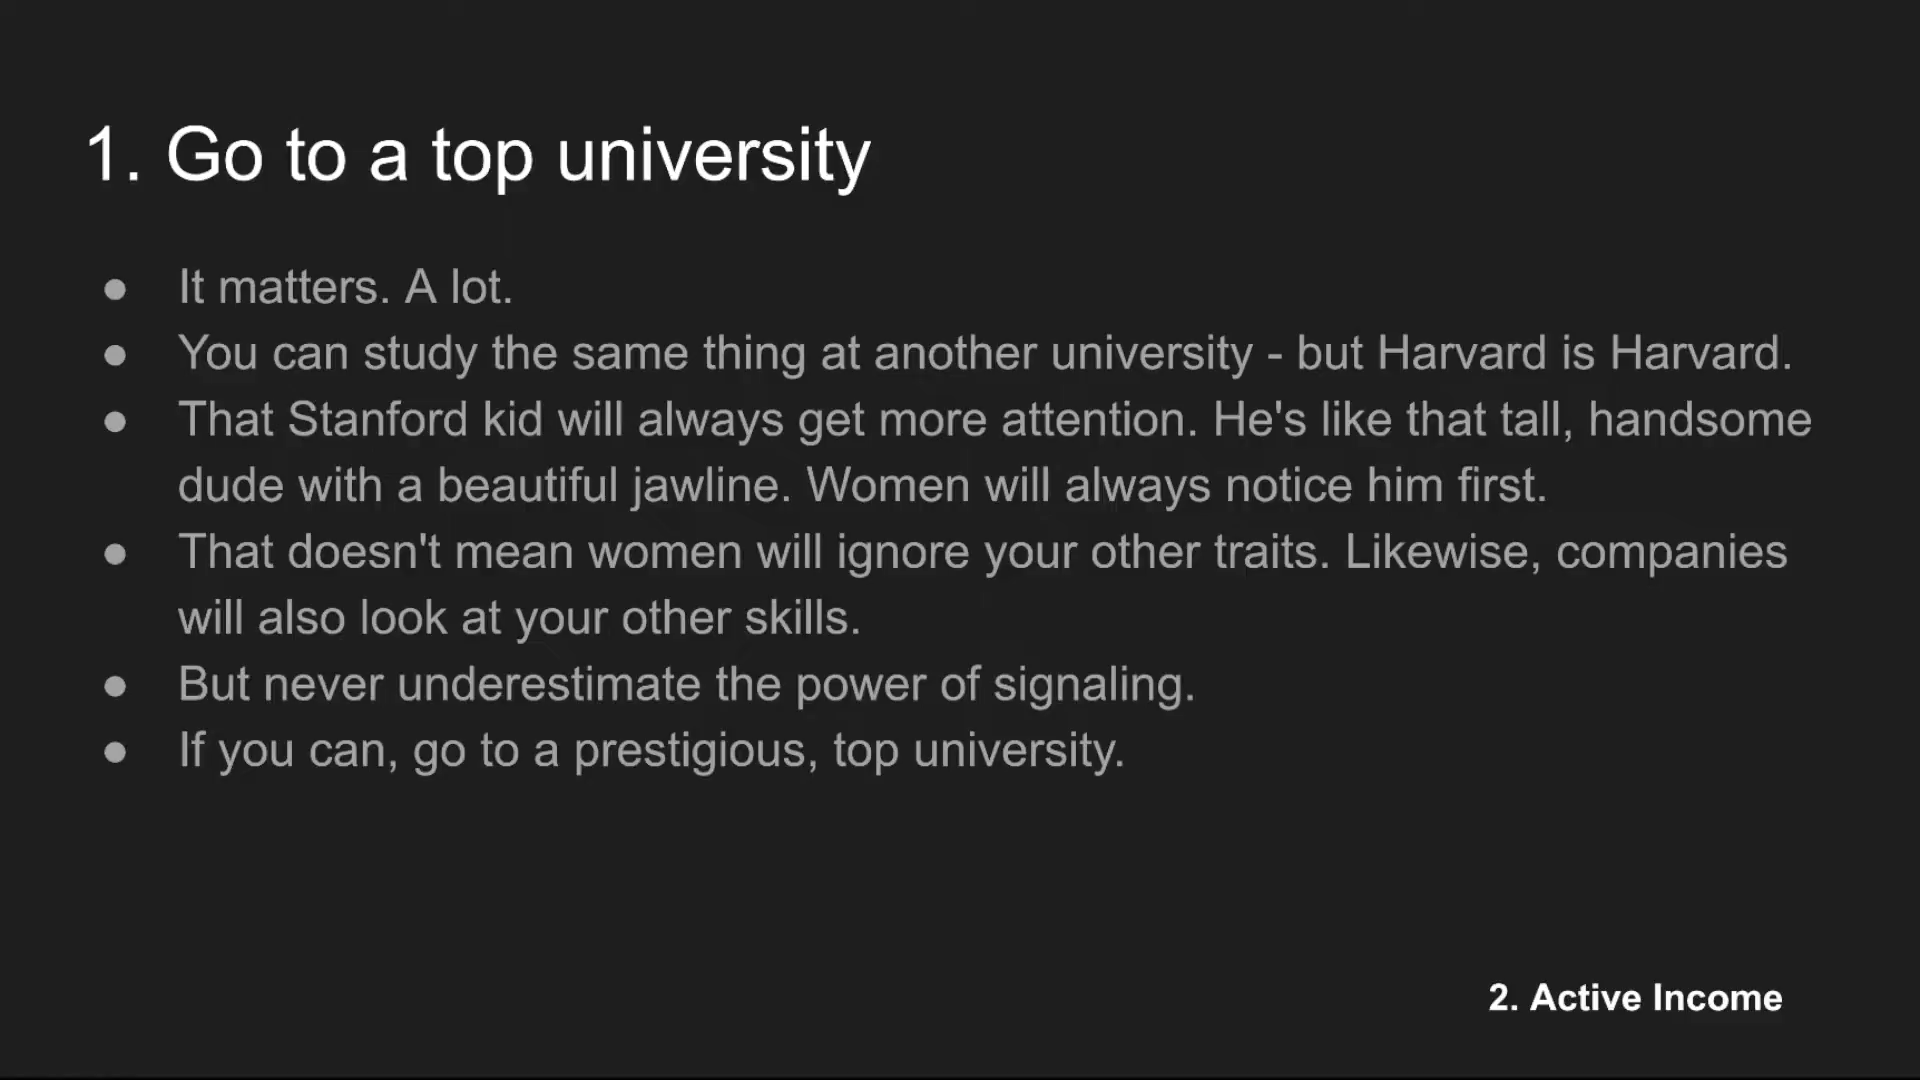 1. Go to a top university
● It matters. A lot.
● You can study the same thing at another university - but Harvard is Harvard.
● That Stanford kid will always get more attention. He's like that tall, handsome
dude with a beautiful jawline. Women will always notice him first.
● That doesn't mean women will ignore your other traits. Likewise, companies
will also look at your other skills.
● But never underestimate the power of signaling.
● If you can, go to a prestigious, top university.
2. Active Income